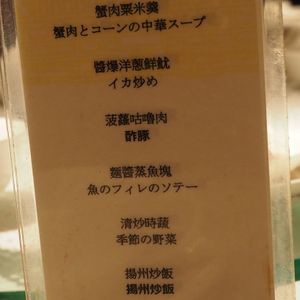 蟹肉粟米羹
蟹肉とコーンの中華スープ
醬爆洋蔥鮮魷
イカ炒め
菠蘿咕嚕肉
酢豚
麵醬蒸魚塊
魚のフィレのソテー
清炒時蔬
季節の野菜
揚州炒飯
揚州炒飯